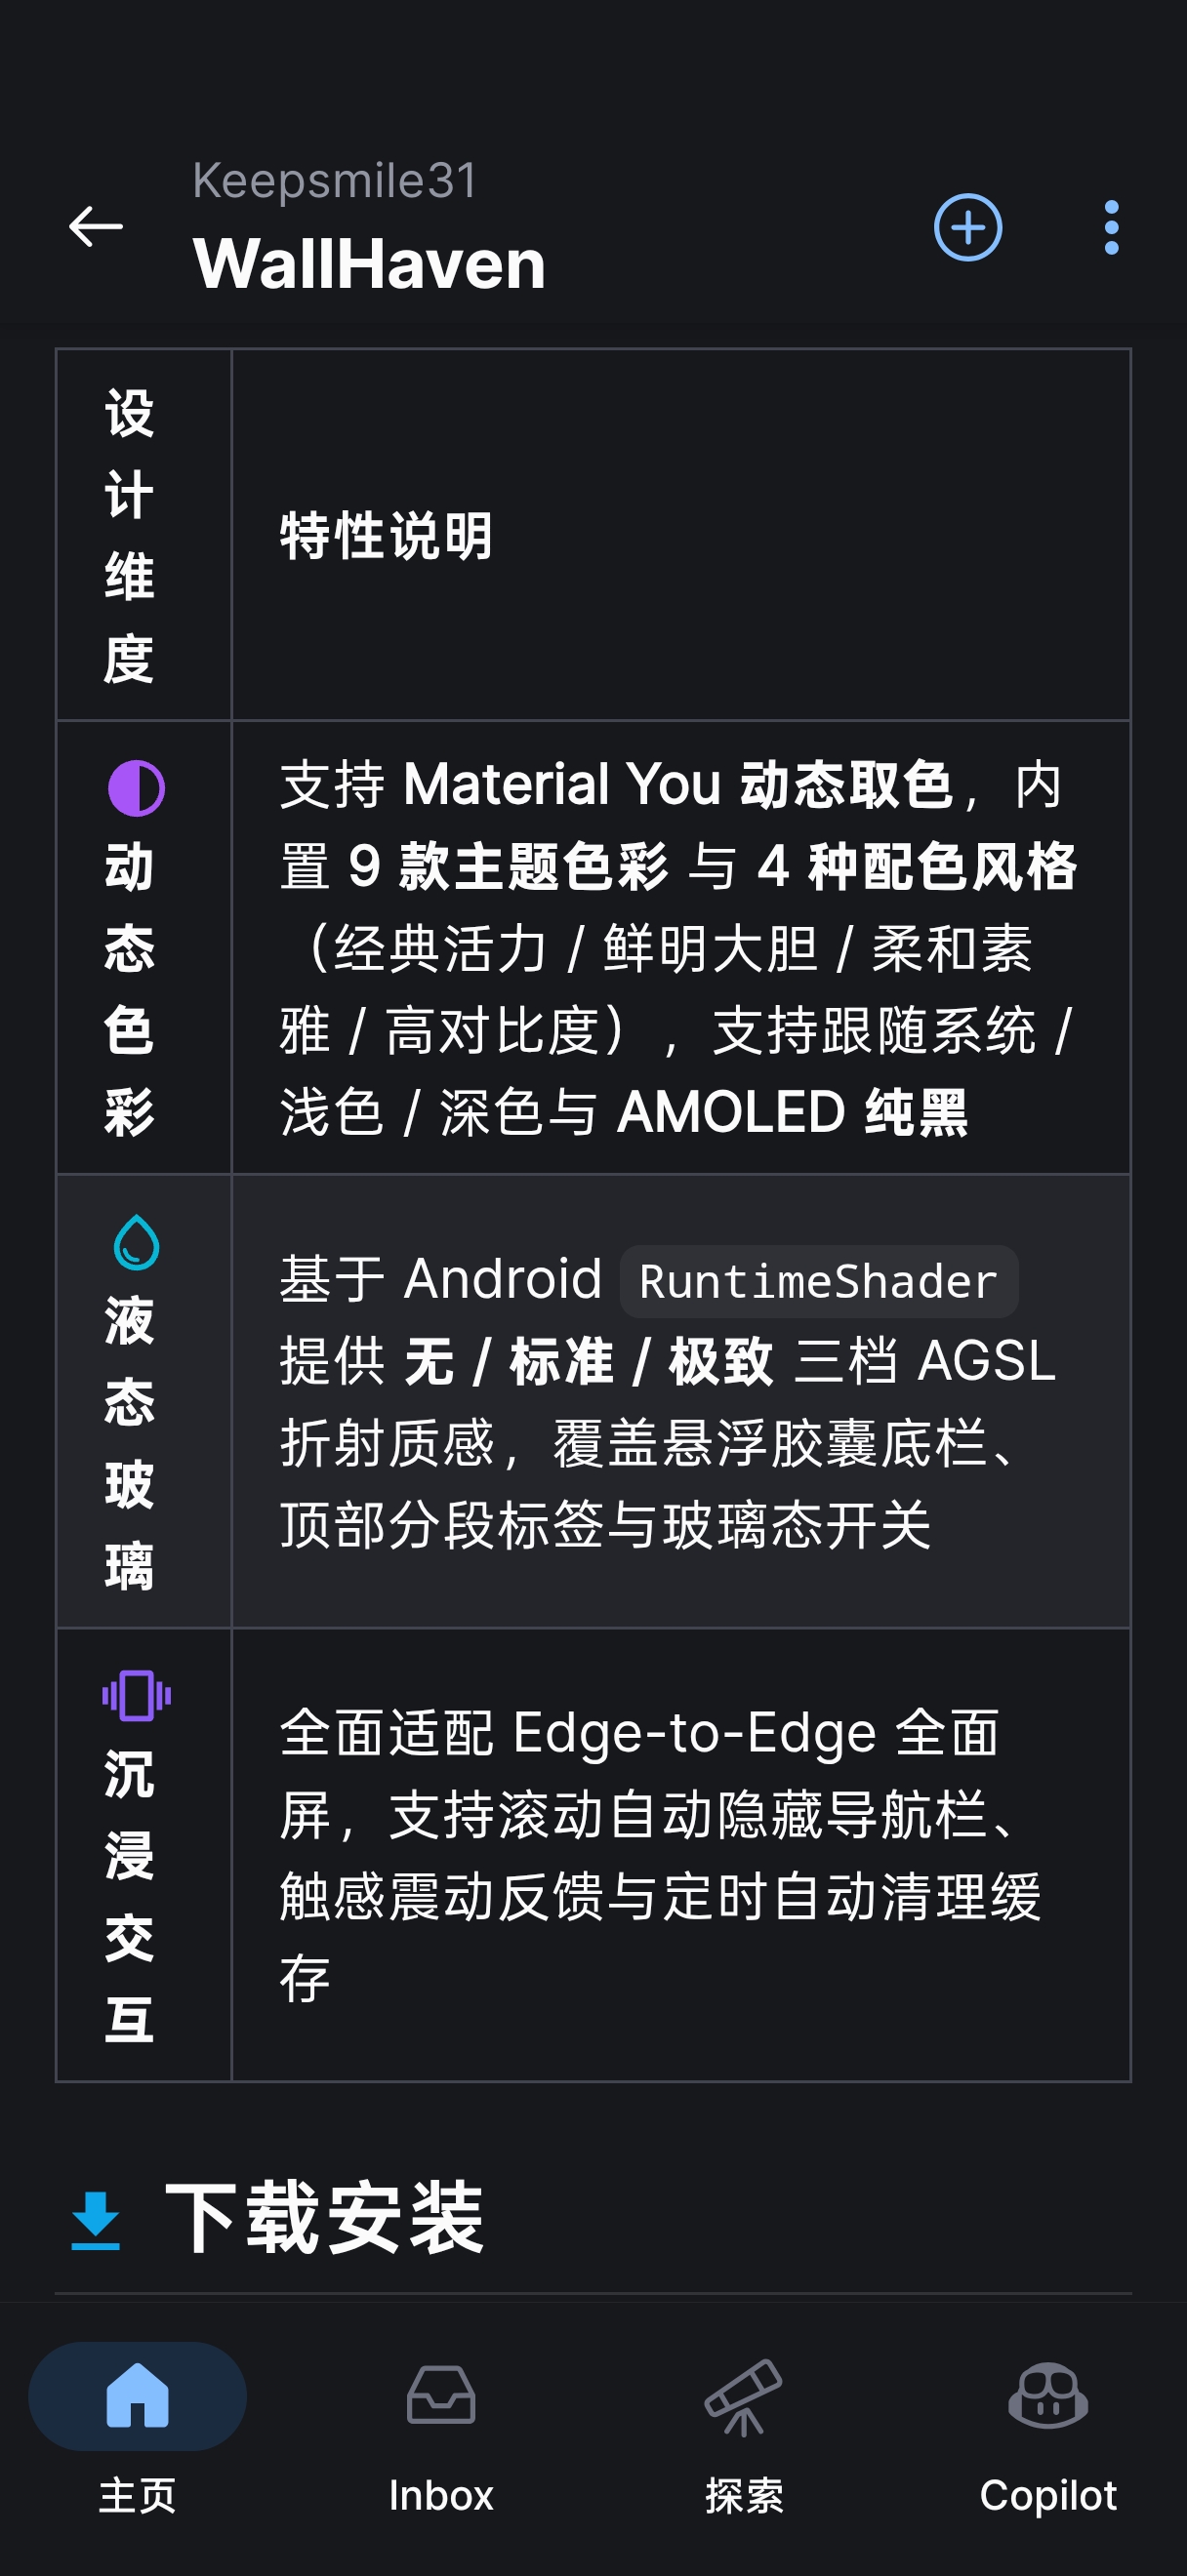 Keepsmile31
WallHaven
设
计
维
度
特性说明
动
态
色
彩
支持 Material You 动态取色，内
置 9 款主题色彩 与 4 种配色风格
（经典活力 / 鲜明大胆 / 柔和素
雅 / 高对比度），支持跟随系统 /
浅色 / 深色与 AMOLED 纯黑
液
态
玻
璃
基于 Android RuntimeShader
提供 无 / 标准 / 极致 三档 AGSL
折射质感，覆盖悬浮胶囊底栏、
顶部分段标签与玻璃态开关
沉
浸
交
互
全面适配 Edge-to-Edge 全面
屏，支持滚动自动隐藏导航栏、
触感震动反馈与定时自动清理缓
存
下载安装
主页
Inbox
探索
Copilot